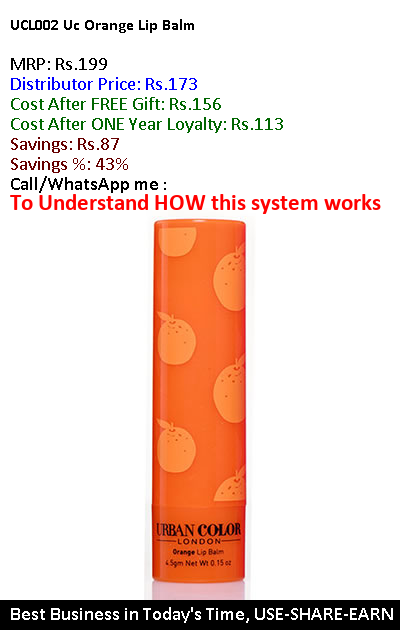 UCL002 Uc Orange Lip Balm
MRP: Rs.199
Distributor Price: Rs.173
Cost After FREE Gift: Rs.156
Cost After ONE Year Loyalty: Rs.113
Savings: Rs.87
Savings %: 43%
Call/WhatsApp me :
To Understand HOW this system works
URBAN COLOR
LONDON
Orange Lip Balm
4.5gm Net Wt 0.15 oz
Best Business in Today's Time, USE-SHARE-EARN